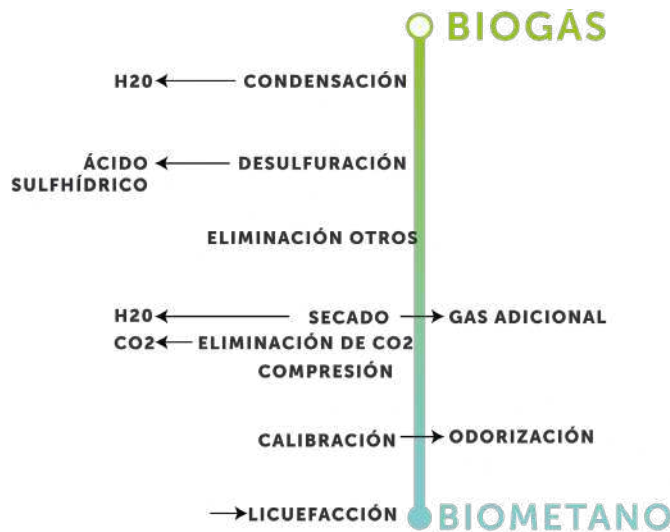 BIOGÁS
H20 CONDENSACIÓN
ÁCIDO SULFHÍDRICO DESULFURACIÓN
ELIMINACIÓN OTROS
H20 SECADO GAS ADICIONAL
CO2 ELIMINACIÓN DE CO2
COMPRESIÓN
CALIBRACIÓN ODORIZACIÓN
LICUEFACCIÓN BIOMETANO